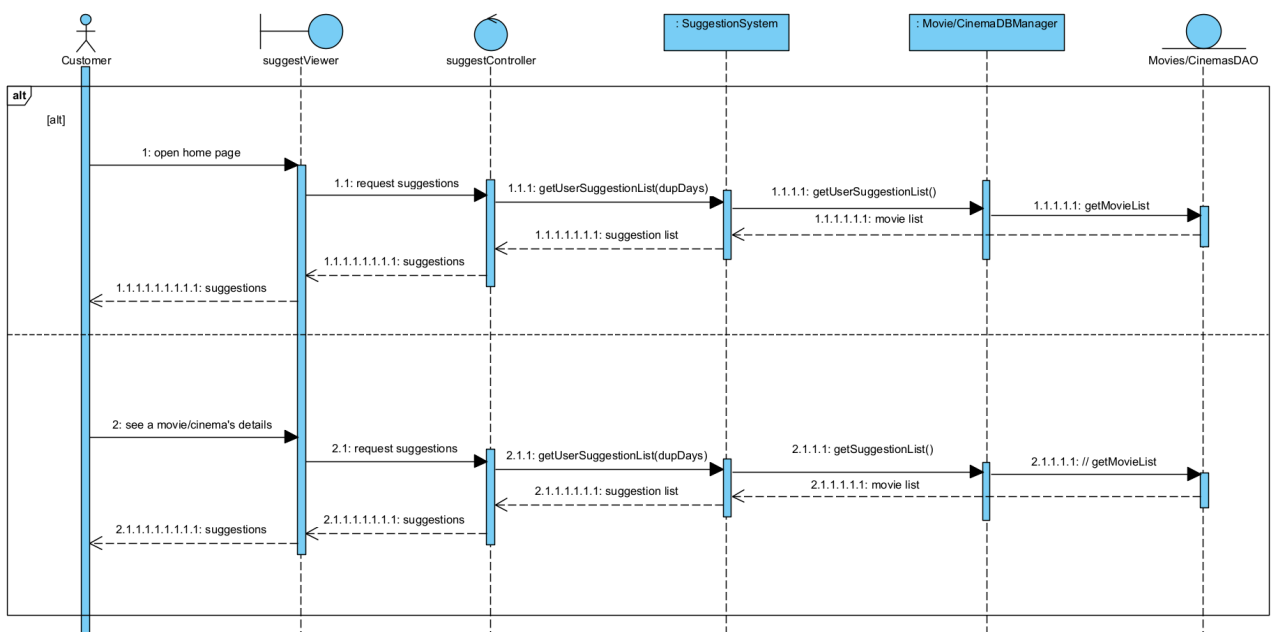 Customer
suggestViewer
suggestController
: SuggestionSystem
: Movie/CinemaDBManager
Movies/CinemasDAO
alt
[alt]
1: open home page
1.1: request suggestions
1.1.1: getUserSuggestionList(dupDays)
1.1.1.1: getUserSuggestionList()
1.1.1.1.1: getMovieList
1.1.1.1.1.1: movie list
1.1.1.1.1.1.1: suggestion list
1.1.1.1.1.1.1.1: suggestions
1.1.1.1.1.1.1.1.1: suggestions
2: see a movie/cinema's details
2.1: request suggestions
2.1.1: getUserSuggestionList(dupDays)
2.1.1.1: getSuggestionList()
2.1.1.1.1: // getMovieList
2.1.1.1.1.1: movie list
2.1.1.1.1.1.1: suggestion list
2.1.1.1.1.1.1.1: suggestions
2.1.1.1.1.1.1.1.1: suggestions